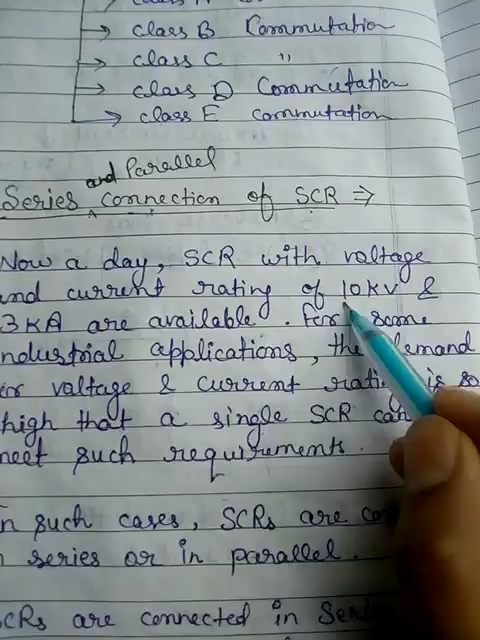 class B Commutation
class C "
class D Commutation
class E commutation
and Parallel
Series connection of SCR ⇒
Now a day, SCR with voltage
and current rating of 10KV &
3KA are available. For some
industrial applications, the demand
for voltage & current rating is so
high that a single SCR can
meet such requirements.
In such cases, SCRs are
in series or in parallel.
SCRs are connected in Series